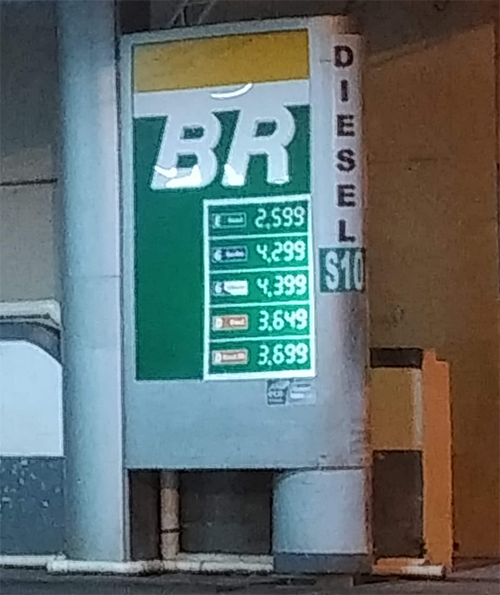 BR
E 2,599
G 4,299
G 4,399
D 3,649
D 3,699
DIESEL
S10